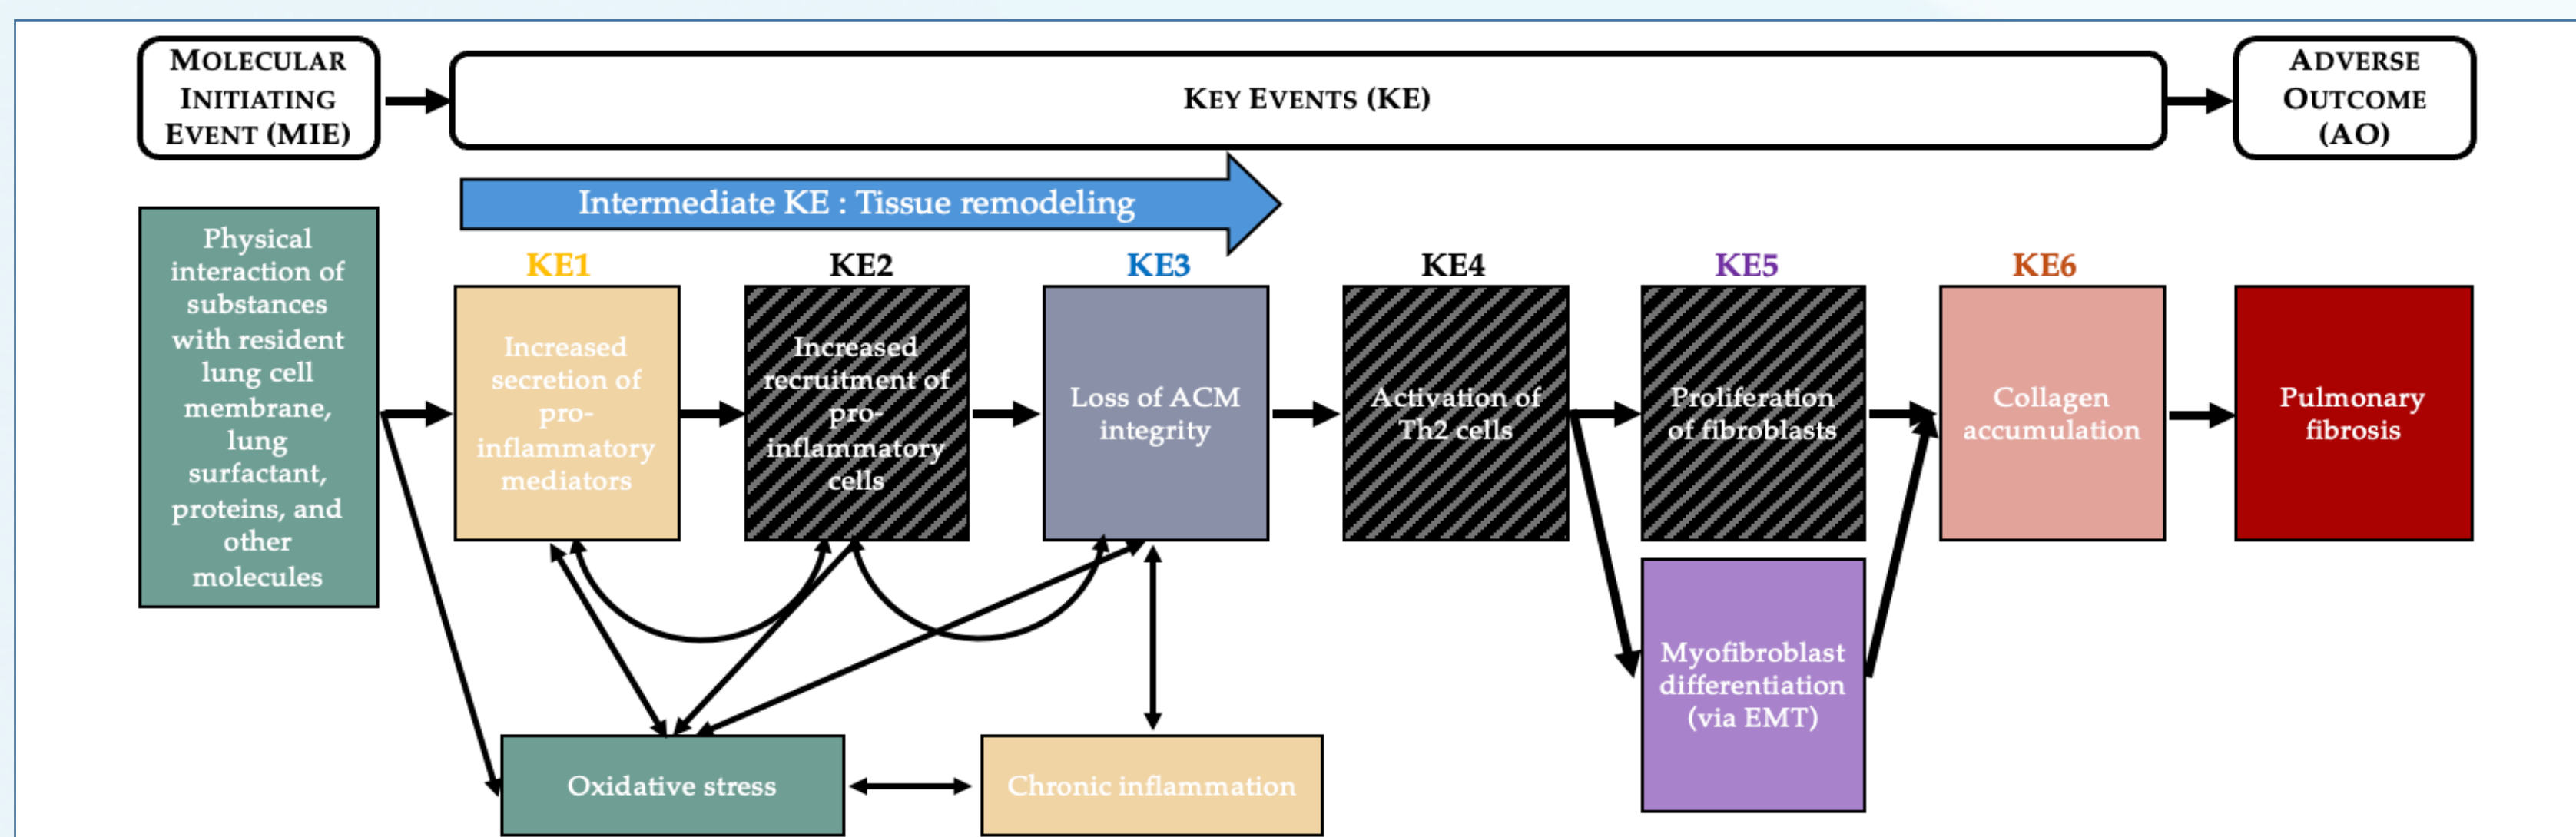 MOLECULAR
INITIATING
EVENT (MIE)
KEY EVENTS (KE)
ADVERSE
OUTCOME
(AO)
Intermediate KE : Tissue remodeling
Physical
interaction of
substances
with resident
lung cell
membrane,
lung
surfactant,
proteins, and
other
molecules
KE1
Increased
secretion of
pro-
inflammatory
mediators
KE2
Increased
recruitment of
pro-
inflammatory
cells
KE3
Loss of ACM
integrity
KE4
Activation of
Th2 cells
KE5
Proliferation
of fibroblasts
Myofibroblast
differentiation
(via EMT)
KE6
Collagen
accumulation
Pulmonary
fibrosis
Oxidative stress
Chronic inflammation